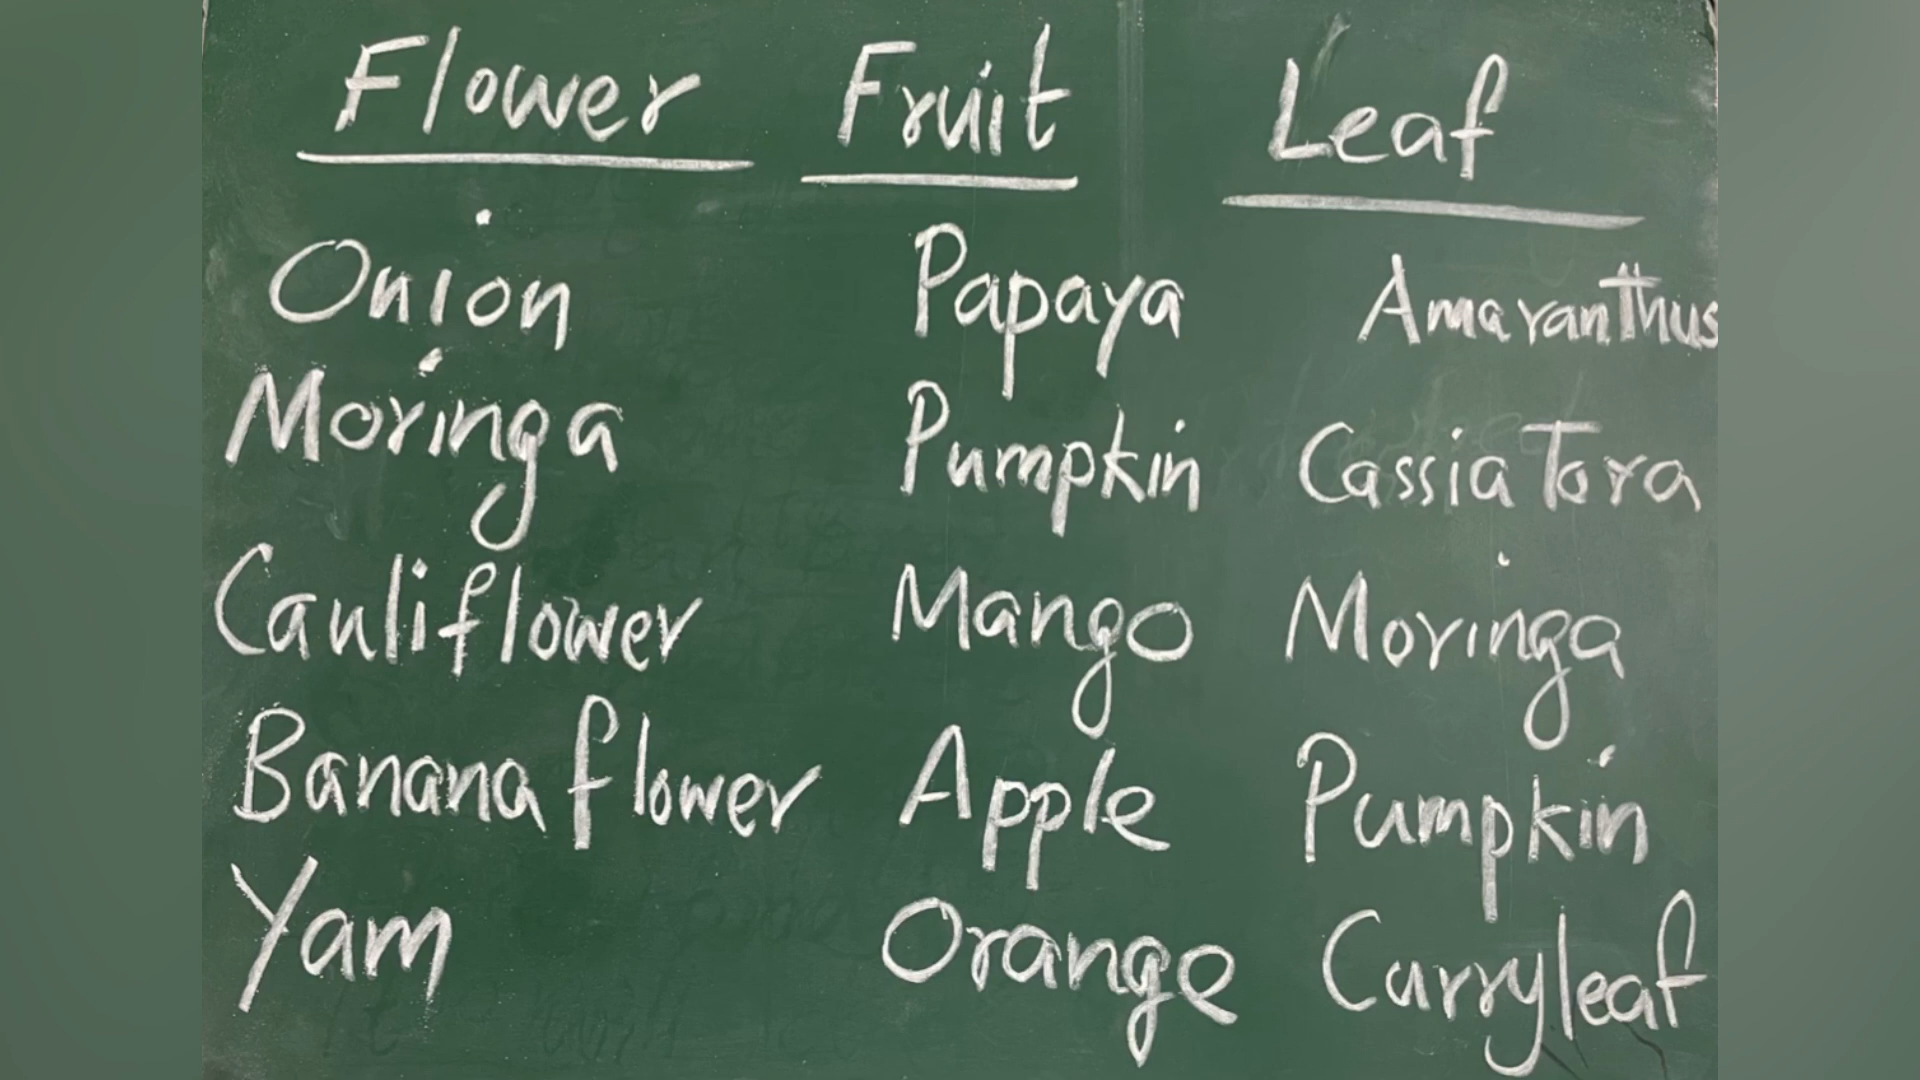 Flower Fruit Leaf
Onion Papaya Amaranthus
Moringa Pumpkin Cassia Tora
Cauliflower Mango Moringa
Banana flower Apple Pumpkin
Yam Orange Curryleaf